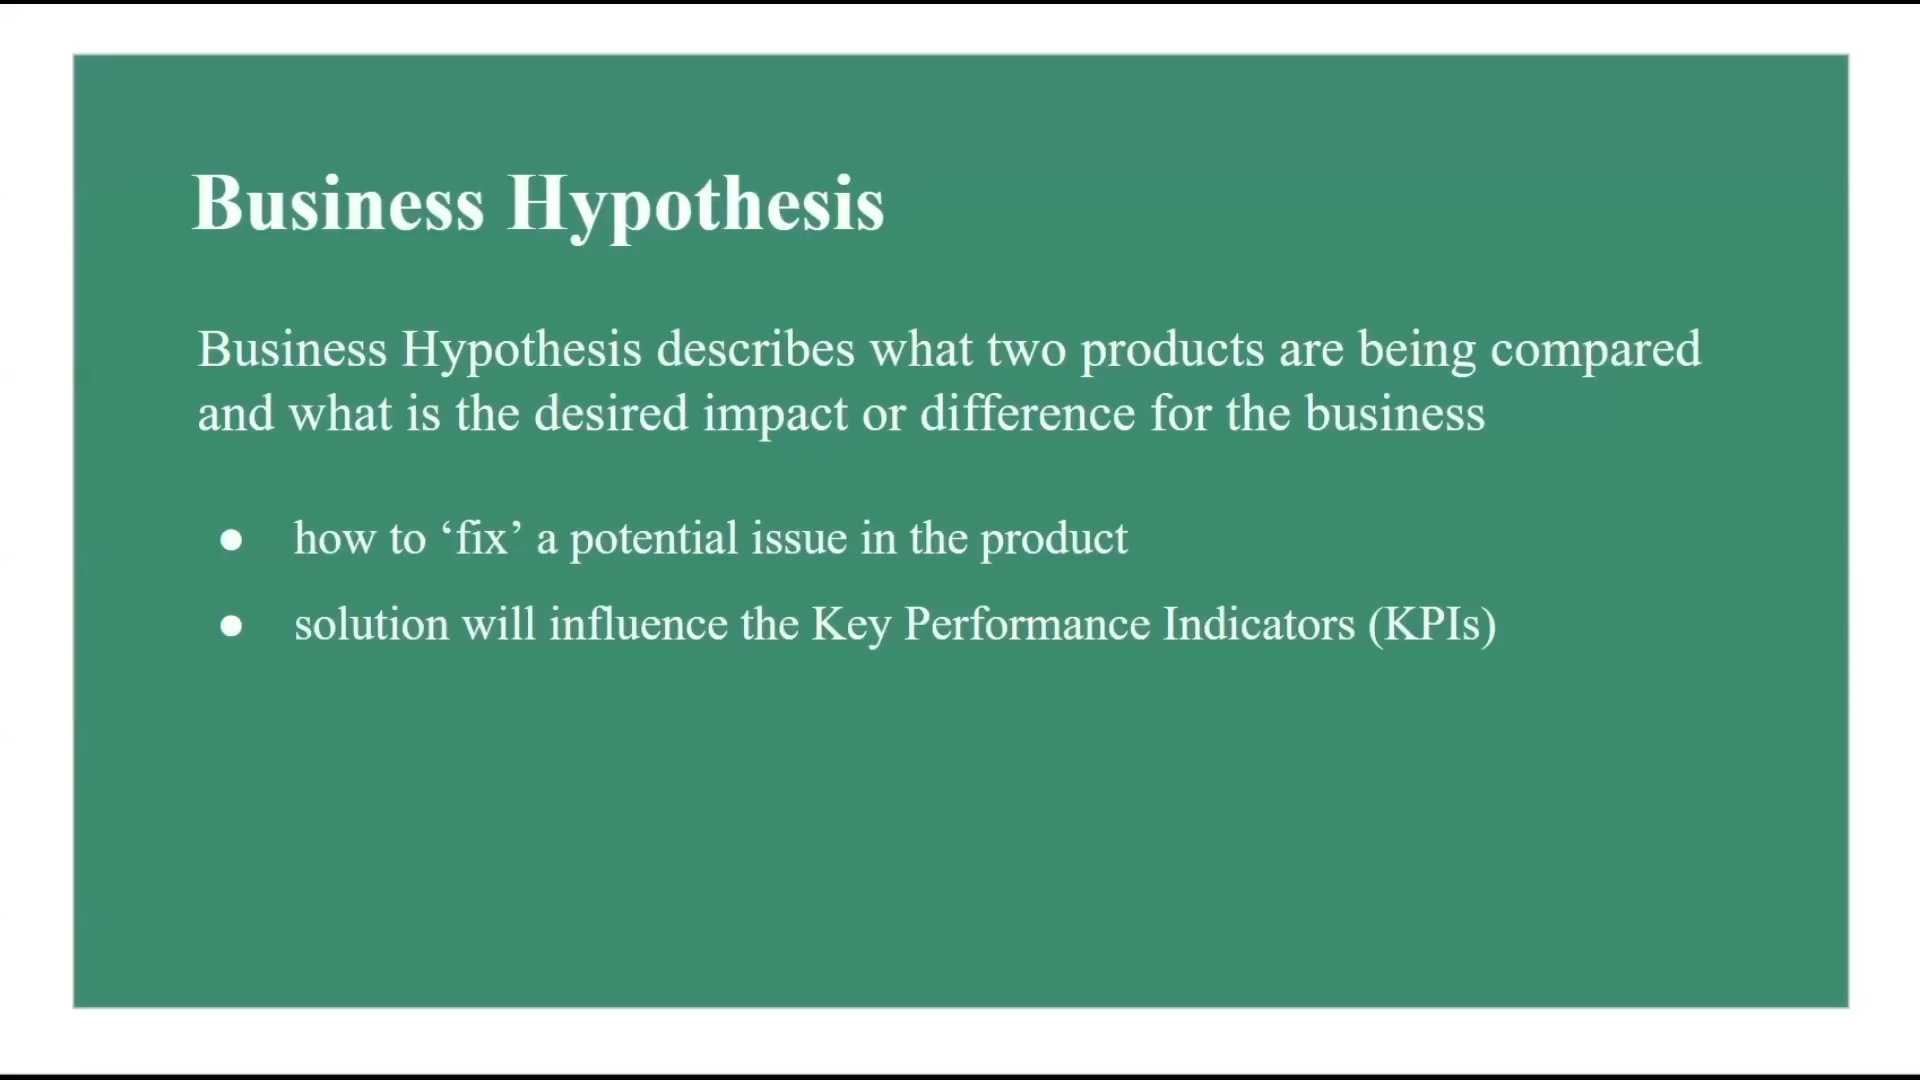 Business Hypothesis
Business Hypothesis describes what two products are being compared
and what is the desired impact or difference for the business
● how to ‘fix’ a potential issue in the product
● solution will influence the Key Performance Indicators (KPIs)